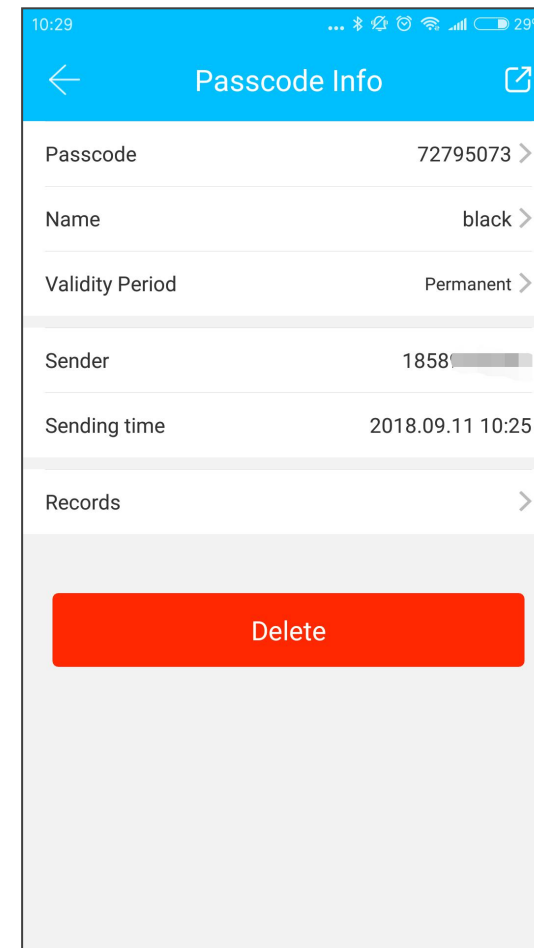 10:29
29
Passcode Info
Passcode 72795073
Name black
Validity Period Permanent
Sender 1858
Sending time 2018.09.11 10:25
Records
Delete